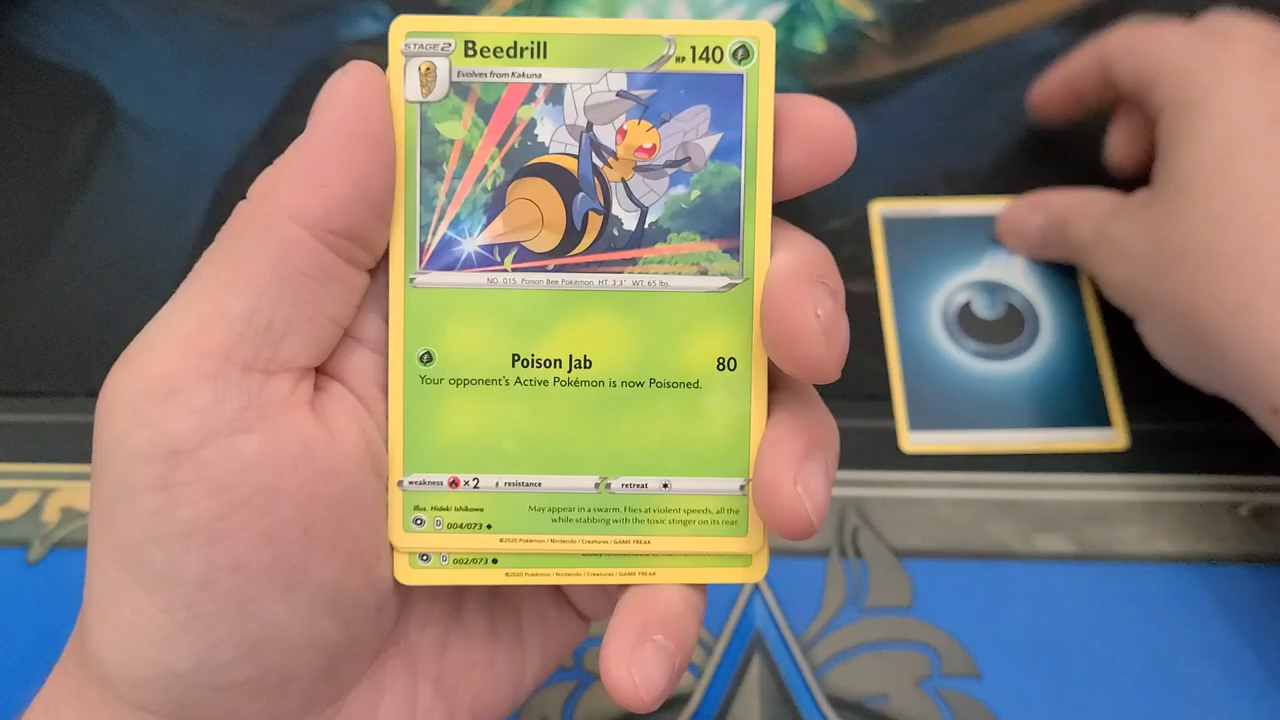 STAGE 2 Beedrill HP 140
Evolves from Kakuna
NO. 015 Poison Bee Pokémon HT: 3'3" WT: 65 lbs.
Poison Jab 80
Your opponent's Active Pokémon is now Poisoned.
weakness ×2 resistance retreat
Illus. Hideki Ishikawa
May appear in a swarm. Flies at violent speeds, all the
while stabbing with the toxic stinger on its rear.
D 004/073
©2020 Pokémon / Nintendo / Creatures / GAME FREAK
D 002/073
©2020 Pokémon / Nintendo / Creatures / GAME FREAK